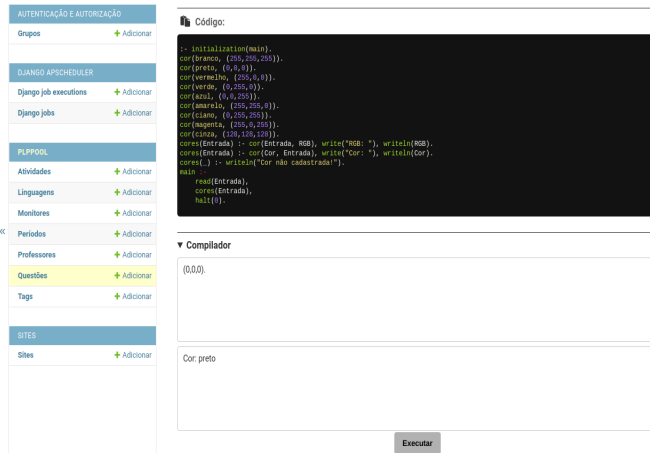 AUTENTICAÇÃO E AUTORIZAÇÃO
Grupos + Adicionar
DJANGO APSCHEDULER
Django job executions + Adicionar
Django jobs + Adicionar
PLPPOOL
Atividades + Adicionar
Linguagens + Adicionar
Monitores + Adicionar
«
Períodos + Adicionar
Professores + Adicionar
Questões + Adicionar
Tags + Adicionar
SITES
Sites + Adicionar
Código:
:- initialization(main).
cor(branco, (255,255,255)).
cor(preto, (0,0,0)).
cor(vermelho, (255,0,0)).
cor(verde, (0,255,0)).
cor(azul, (0,0,255)).
cor(amarelo, (255,255,0)).
cor(ciano, (0,255,255)).
cor(magenta, (255,0,255)).
cor(cinza, (128,128,128)).
cores(Entrada) :- cor(Entrada, RGB), write("RGB: "), writeln(RGB).
cores(Entrada) :- cor(Cor, Entrada), write("Cor: "), writeln(Cor).
cores(_) :- writeln("Cor não cadastrada!").
main :-
    read(Entrada),
    cores(Entrada),
    halt(0).
▼ Compilador
(0,0,0).
Cor: preto
Executar